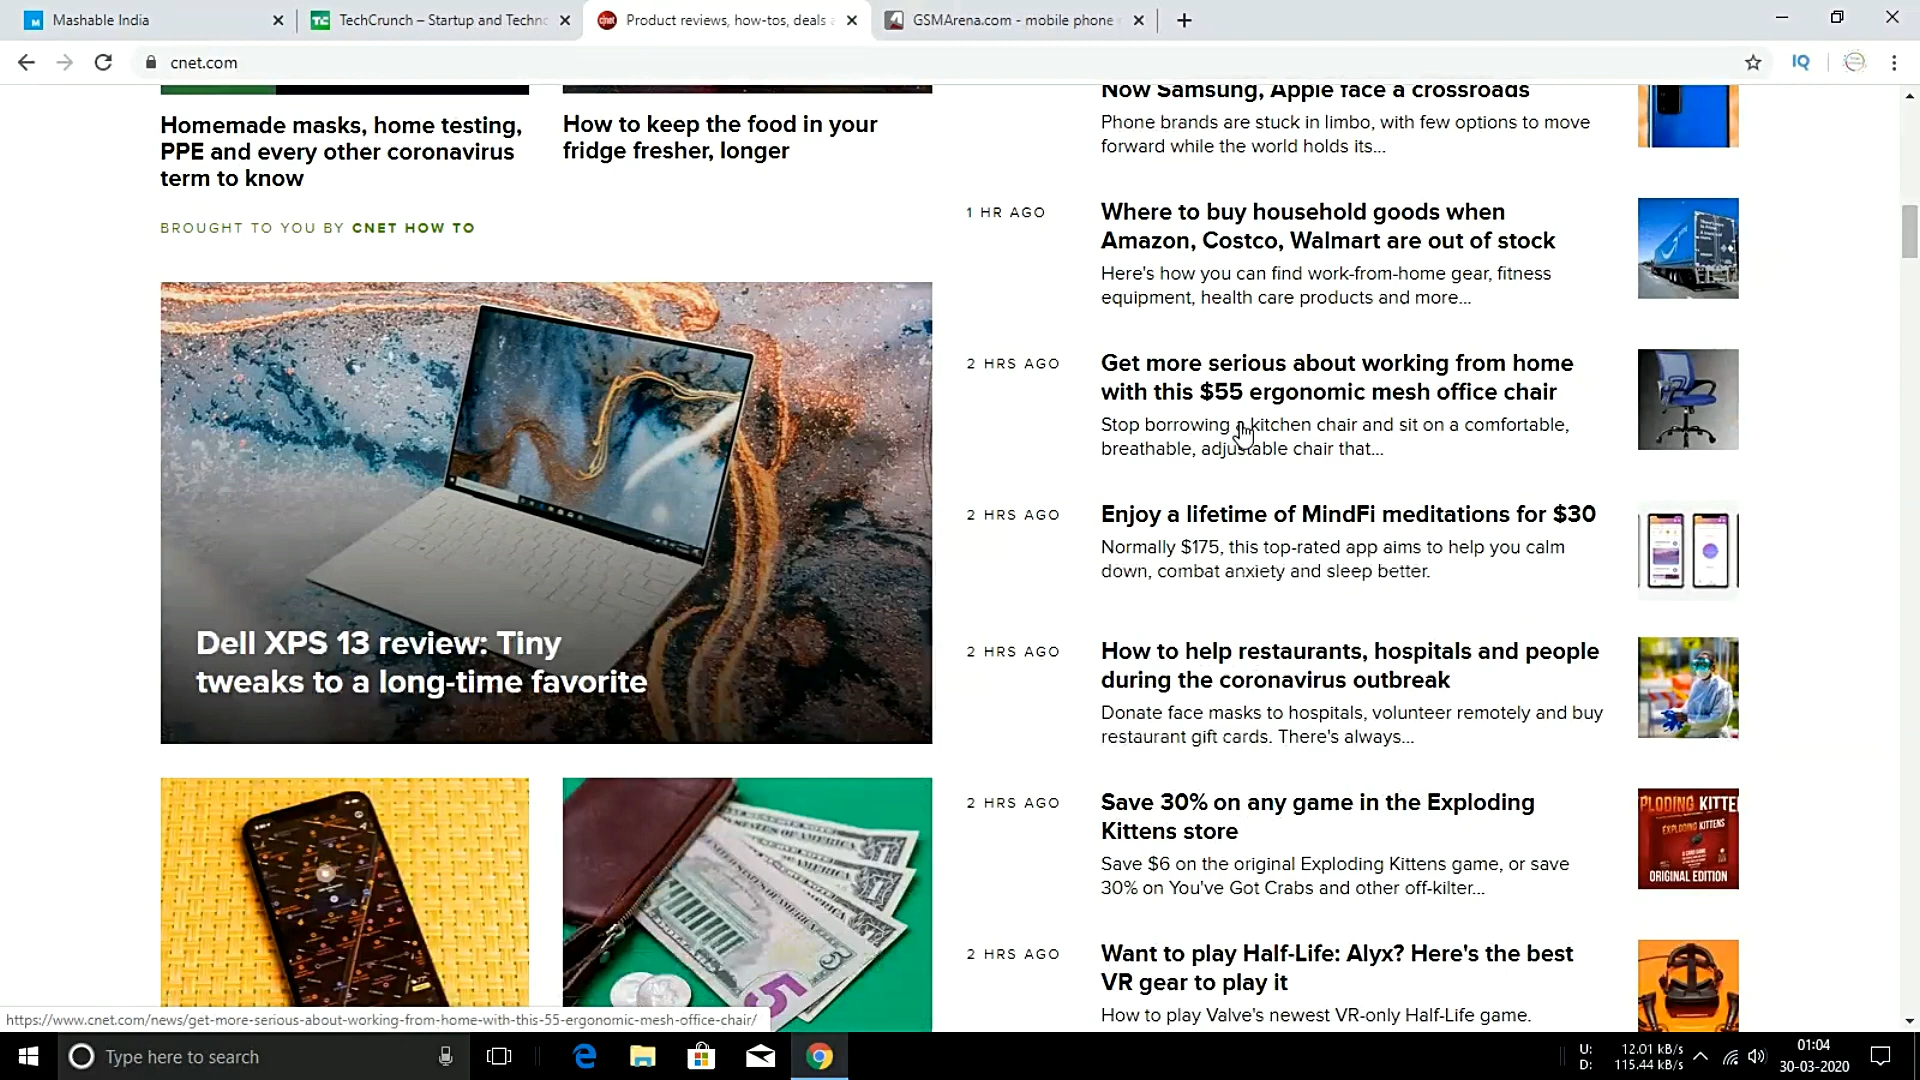 Mashable India
TechCrunch – Startup and Techno
Product reviews, how-tos, deals a
GSMArena.com - mobile phone
cnet.com
IQ
Homemade masks, home testing,
PPE and every other coronavirus
term to know
How to keep the food in your
fridge fresher, longer
BROUGHT TO YOU BY CNET HOW TO
Dell XPS 13 review: Tiny
tweaks to a long-time favorite
Now Samsung, Apple face a crossroads
Phone brands are stuck in limbo, with few options to move
forward while the world holds its...
1 HR AGO
Where to buy household goods when
Amazon, Costco, Walmart are out of stock
Here's how you can find work-from-home gear, fitness
equipment, health care products and more...
2 HRS AGO
Get more serious about working from home
with this $55 ergonomic mesh office chair
Stop borrowing a kitchen chair and sit on a comfortable,
breathable, adjustable chair that...
2 HRS AGO
Enjoy a lifetime of MindFi meditations for $30
Normally $175, this top-rated app aims to help you calm
down, combat anxiety and sleep better.
2 HRS AGO
How to help restaurants, hospitals and people
during the coronavirus outbreak
Donate face masks to hospitals, volunteer remotely and buy
restaurant gift cards. There's always...
2 HRS AGO
Save 30% on any game in the Exploding
Kittens store
Save $6 on the original Exploding Kittens game, or save
30% on You've Got Crabs and other off-kilter...
PLODING KITTE
EXPLODING KITTENS
ORIGINAL EDITION
2 HRS AGO
Want to play Half-Life: Alyx? Here's the best
VR gear to play it
How to play Valve's newest VR-only Half-Life game.
https://www.cnet.com/news/get-more-serious-about-working-from-home-with-this-55-ergonomic-mesh-office-chair/
Type here to search
U: 12.01 kB/s
D: 115.44 kB/s
01:04
30-03-2020